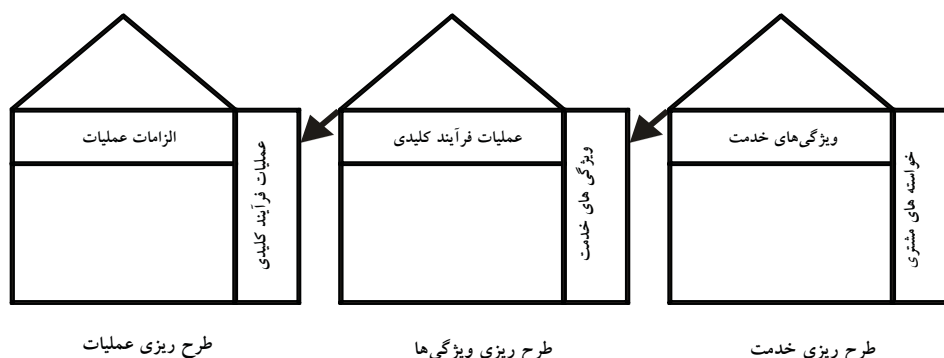 ویژگی‌های خدمت
خواسته های مشتری
طرح ریزی خدمت
عملیات فرآیند کلیدی
ویژگی های خدمت
طرح ریزی ویژگی‌ها
الزامات عملیات
عملیات فرآیند کلیدی
طرح ریزی عملیات